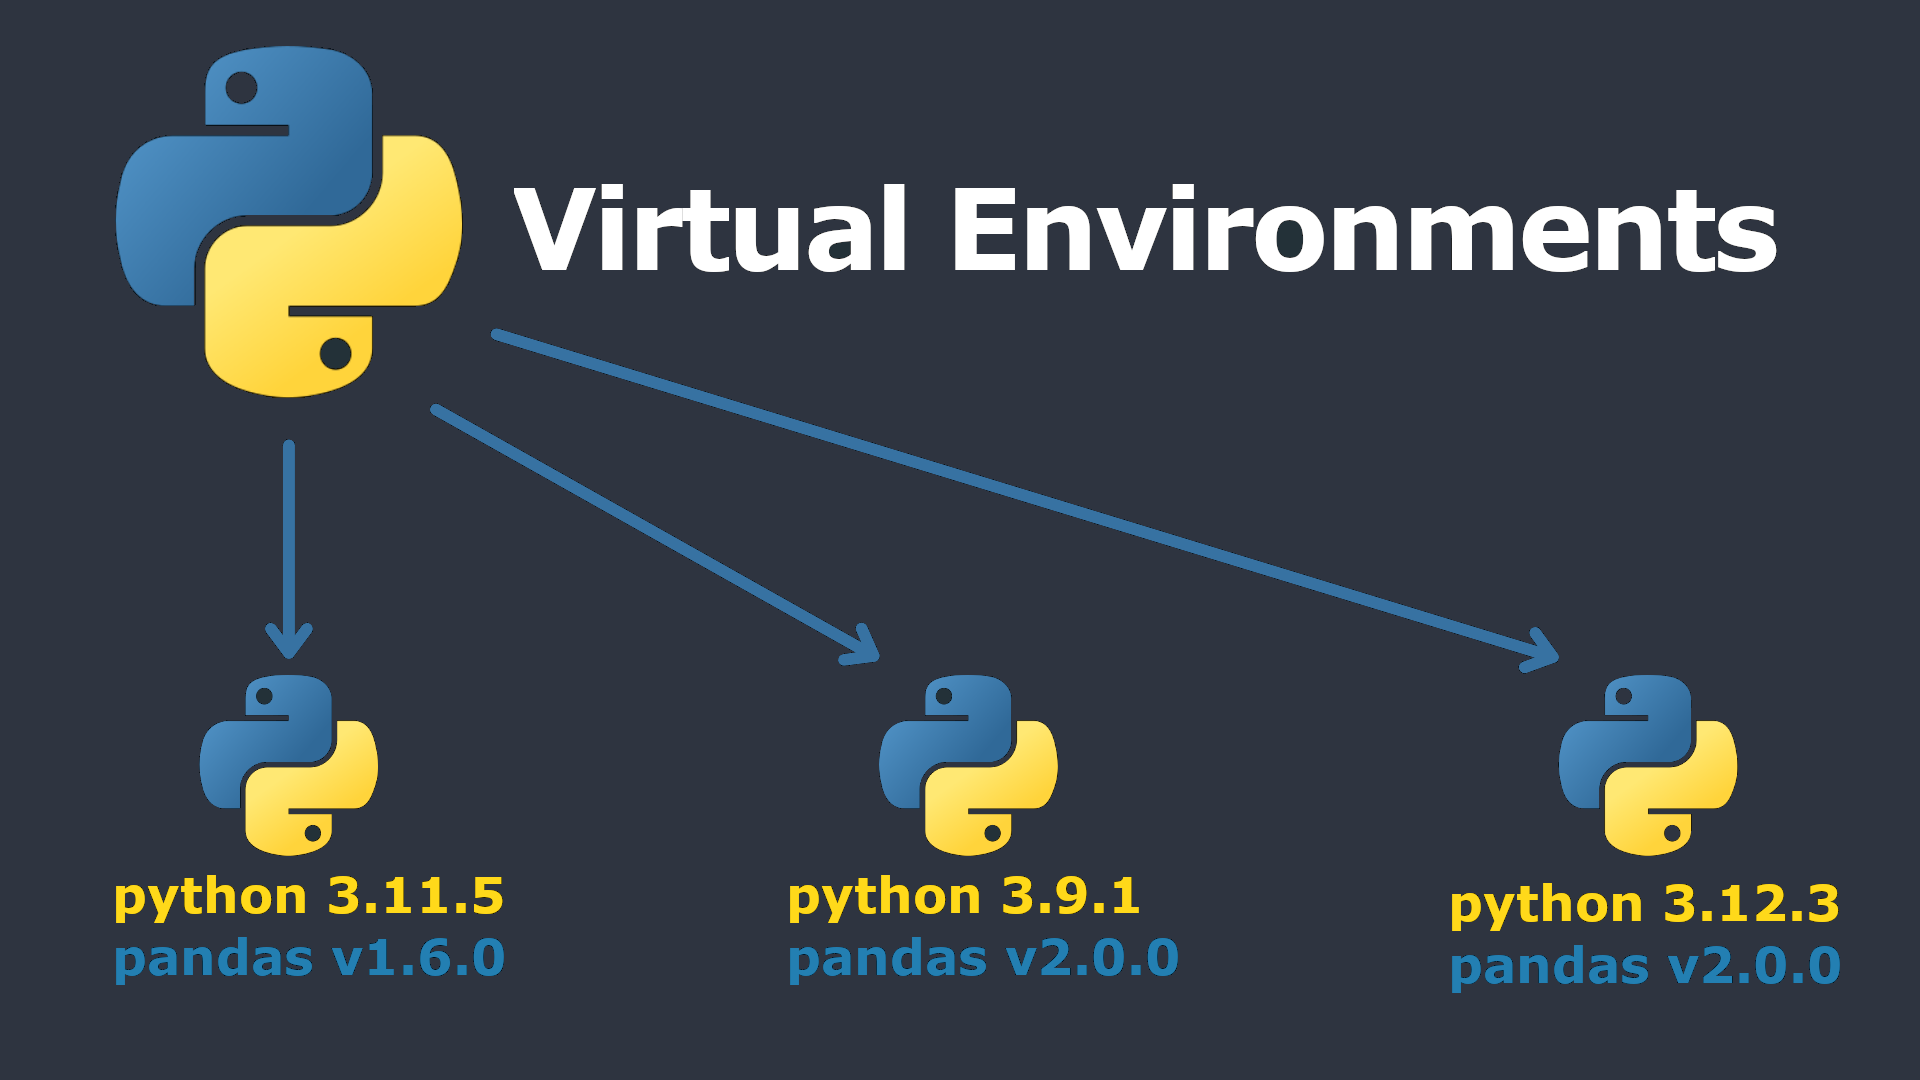 Virtual Environments
python 3.11.5
pandas v1.6.0
python 3.9.1
pandas v2.0.0
python 3.12.3
pandas v2.0.0